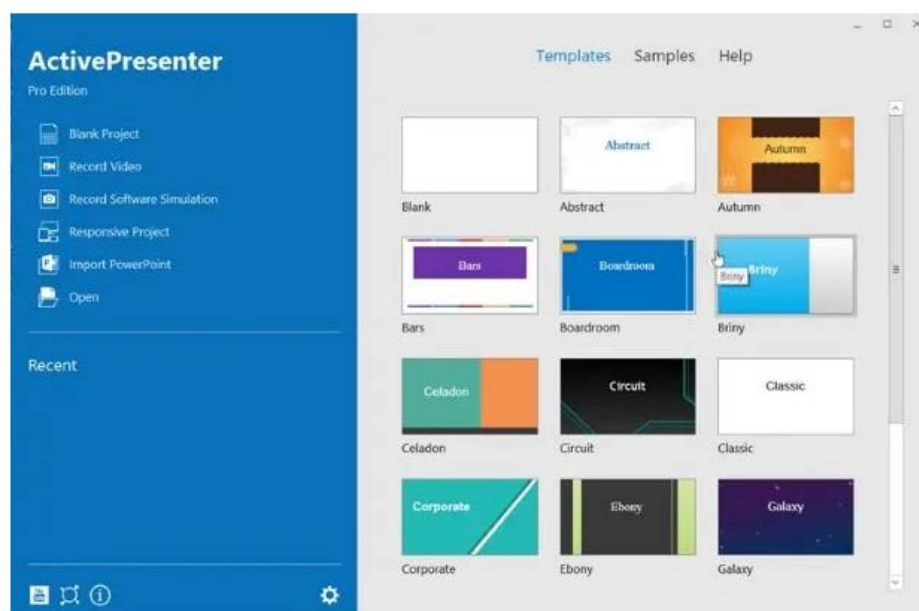 ActivePresenter
Pro Edition
Blank Project
Record Video
Record Software Simulation
Responsive Project
Import PowerPoint
Open
Recent
Templates Samples Help
Abstract
Autumn
Blank Abstract Autumn
Bars
Boardroom
Briny
Briny
Bars Boardroom Briny
Celadon
Circuit
Classic
Celadon Circuit Classic
Corporate
Ebony
Galaxy
Corporate Ebony Galaxy